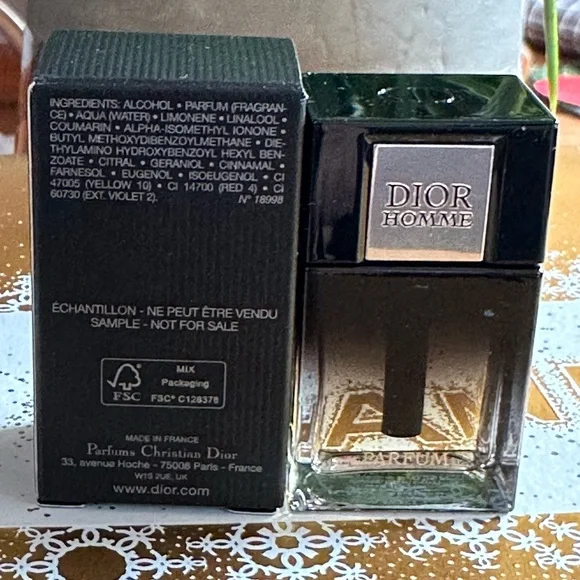 INGREDIENTS: ALCOHOL • PARFUM (FRAGRAN-
CE) • AQUA (WATER) • LIMONENE • LINALOOL •
COUMARIN • ALPHA-ISOMETHYL IONONE •
BUTYL METHOXYDIBENZOYLMETHANE • DIE-
THYLAMINO HYDROXYBENZOYL HEXYL BEN-
ZOATE • CITRAL • GERANIOL • CINNAMAL •
FARNESOL • EUGENOL • ISOEUGENOL • CI
47005 (YELLOW 10) • CI 14700 (RED 4) • CI
60730 (EXT. VIOLET 2). N° 18998
ÉCHANTILLON - NE PEUT ÊTRE VENDU
SAMPLE - NOT FOR SALE
MIX
Packaging
FSC
FSC® C128378
MADE IN FRANCE
Parfums Christian Dior
33, avenue Hoche - 75008 Paris - France
W1S 2UE, UK
www.dior.com
DIOR
HOMME
PARFUM